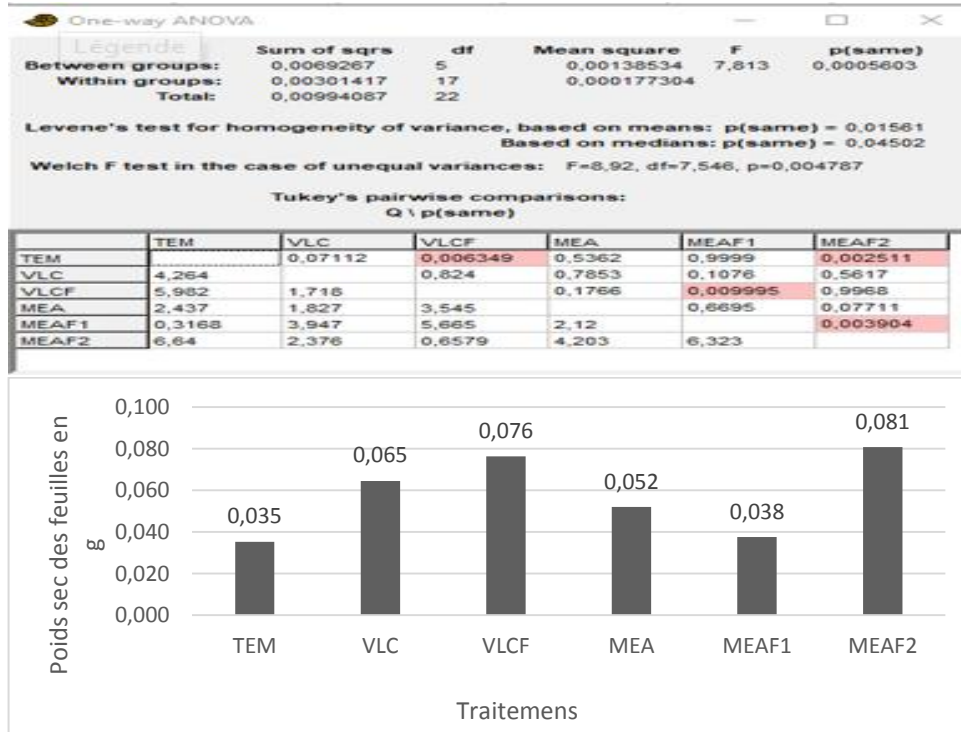 One-way ANOVA
Légende
Sum of sqrs df Mean square F p(same)
Between groups: 0,0069267 5 0,00138534 7,813 0,0005603
Within groups: 0,00301417 17 0,000177304
Total: 0,00994087 22
Levene's test for homogeneity of variance, based on means: p(same) = 0,01561
Based on medians: p(same) = 0,04502
Welch F test in the case of unequal variances: F=8,92, df=7,546, p=0,004787
Tukey's pairwise comparisons:
Q \ p(same)
TEM VLC VLCF MEA MEAF1 MEAF2
TEM 0,07112 0,006349 0,5362 0,9999 0,002511
VLC 4,264 0,824 0,7853 0,1076 0,5617
VLCF 5,982 1,718 0,1766 0,009995 0,9968
MEA 2,437 1,827 3,545 0,6695 0,07711
MEAF1 0,3168 3,947 5,665 2,12 0,003904
MEAF2 6,64 2,376 0,6579 4,203 6,323
Poids sec des feuilles en
g
0,100
0,080
0,060
0,040
0,020
0,000
0,035
0,065
0,076
0,052
0,038
0,081
TEM VLC VLCF MEA MEAF1 MEAF2
Traitemens